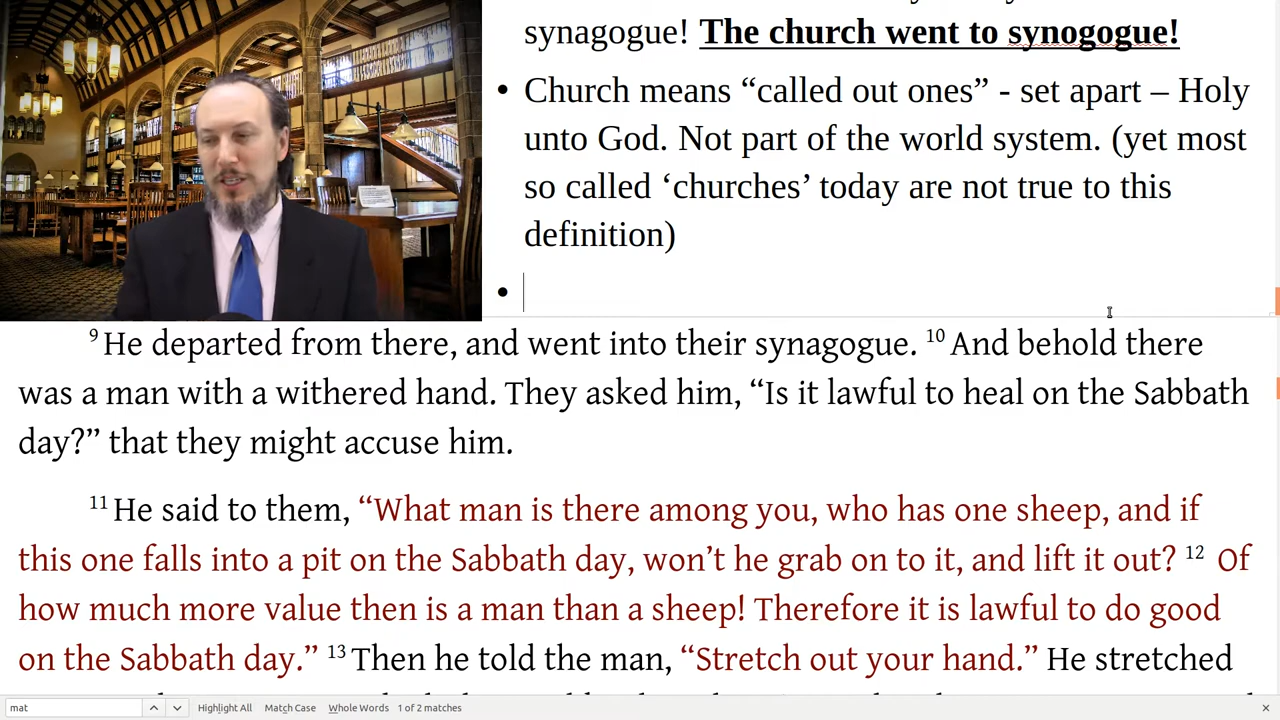 synagogue! The church went to synogogue!
• Church means “called out ones” - set apart – Holy
unto God. Not part of the world system. (yet most
so called ‘churches’ today are not true to this
definition)
•
9 He departed from there, and went into their synagogue. 10 And behold there
was a man with a withered hand. They asked him, “Is it lawful to heal on the Sabbath
day?” that they might accuse him.
11 He said to them, “What man is there among you, who has one sheep, and if
this one falls into a pit on the Sabbath day, won’t he grab on to it, and lift it out? 12 Of
how much more value then is a man than a sheep! Therefore it is lawful to do good
on the Sabbath day.” 13 Then he told the man, “Stretch out your hand.” He stretched
mat Highlight All Match Case Whole Words 1 of 2 matches